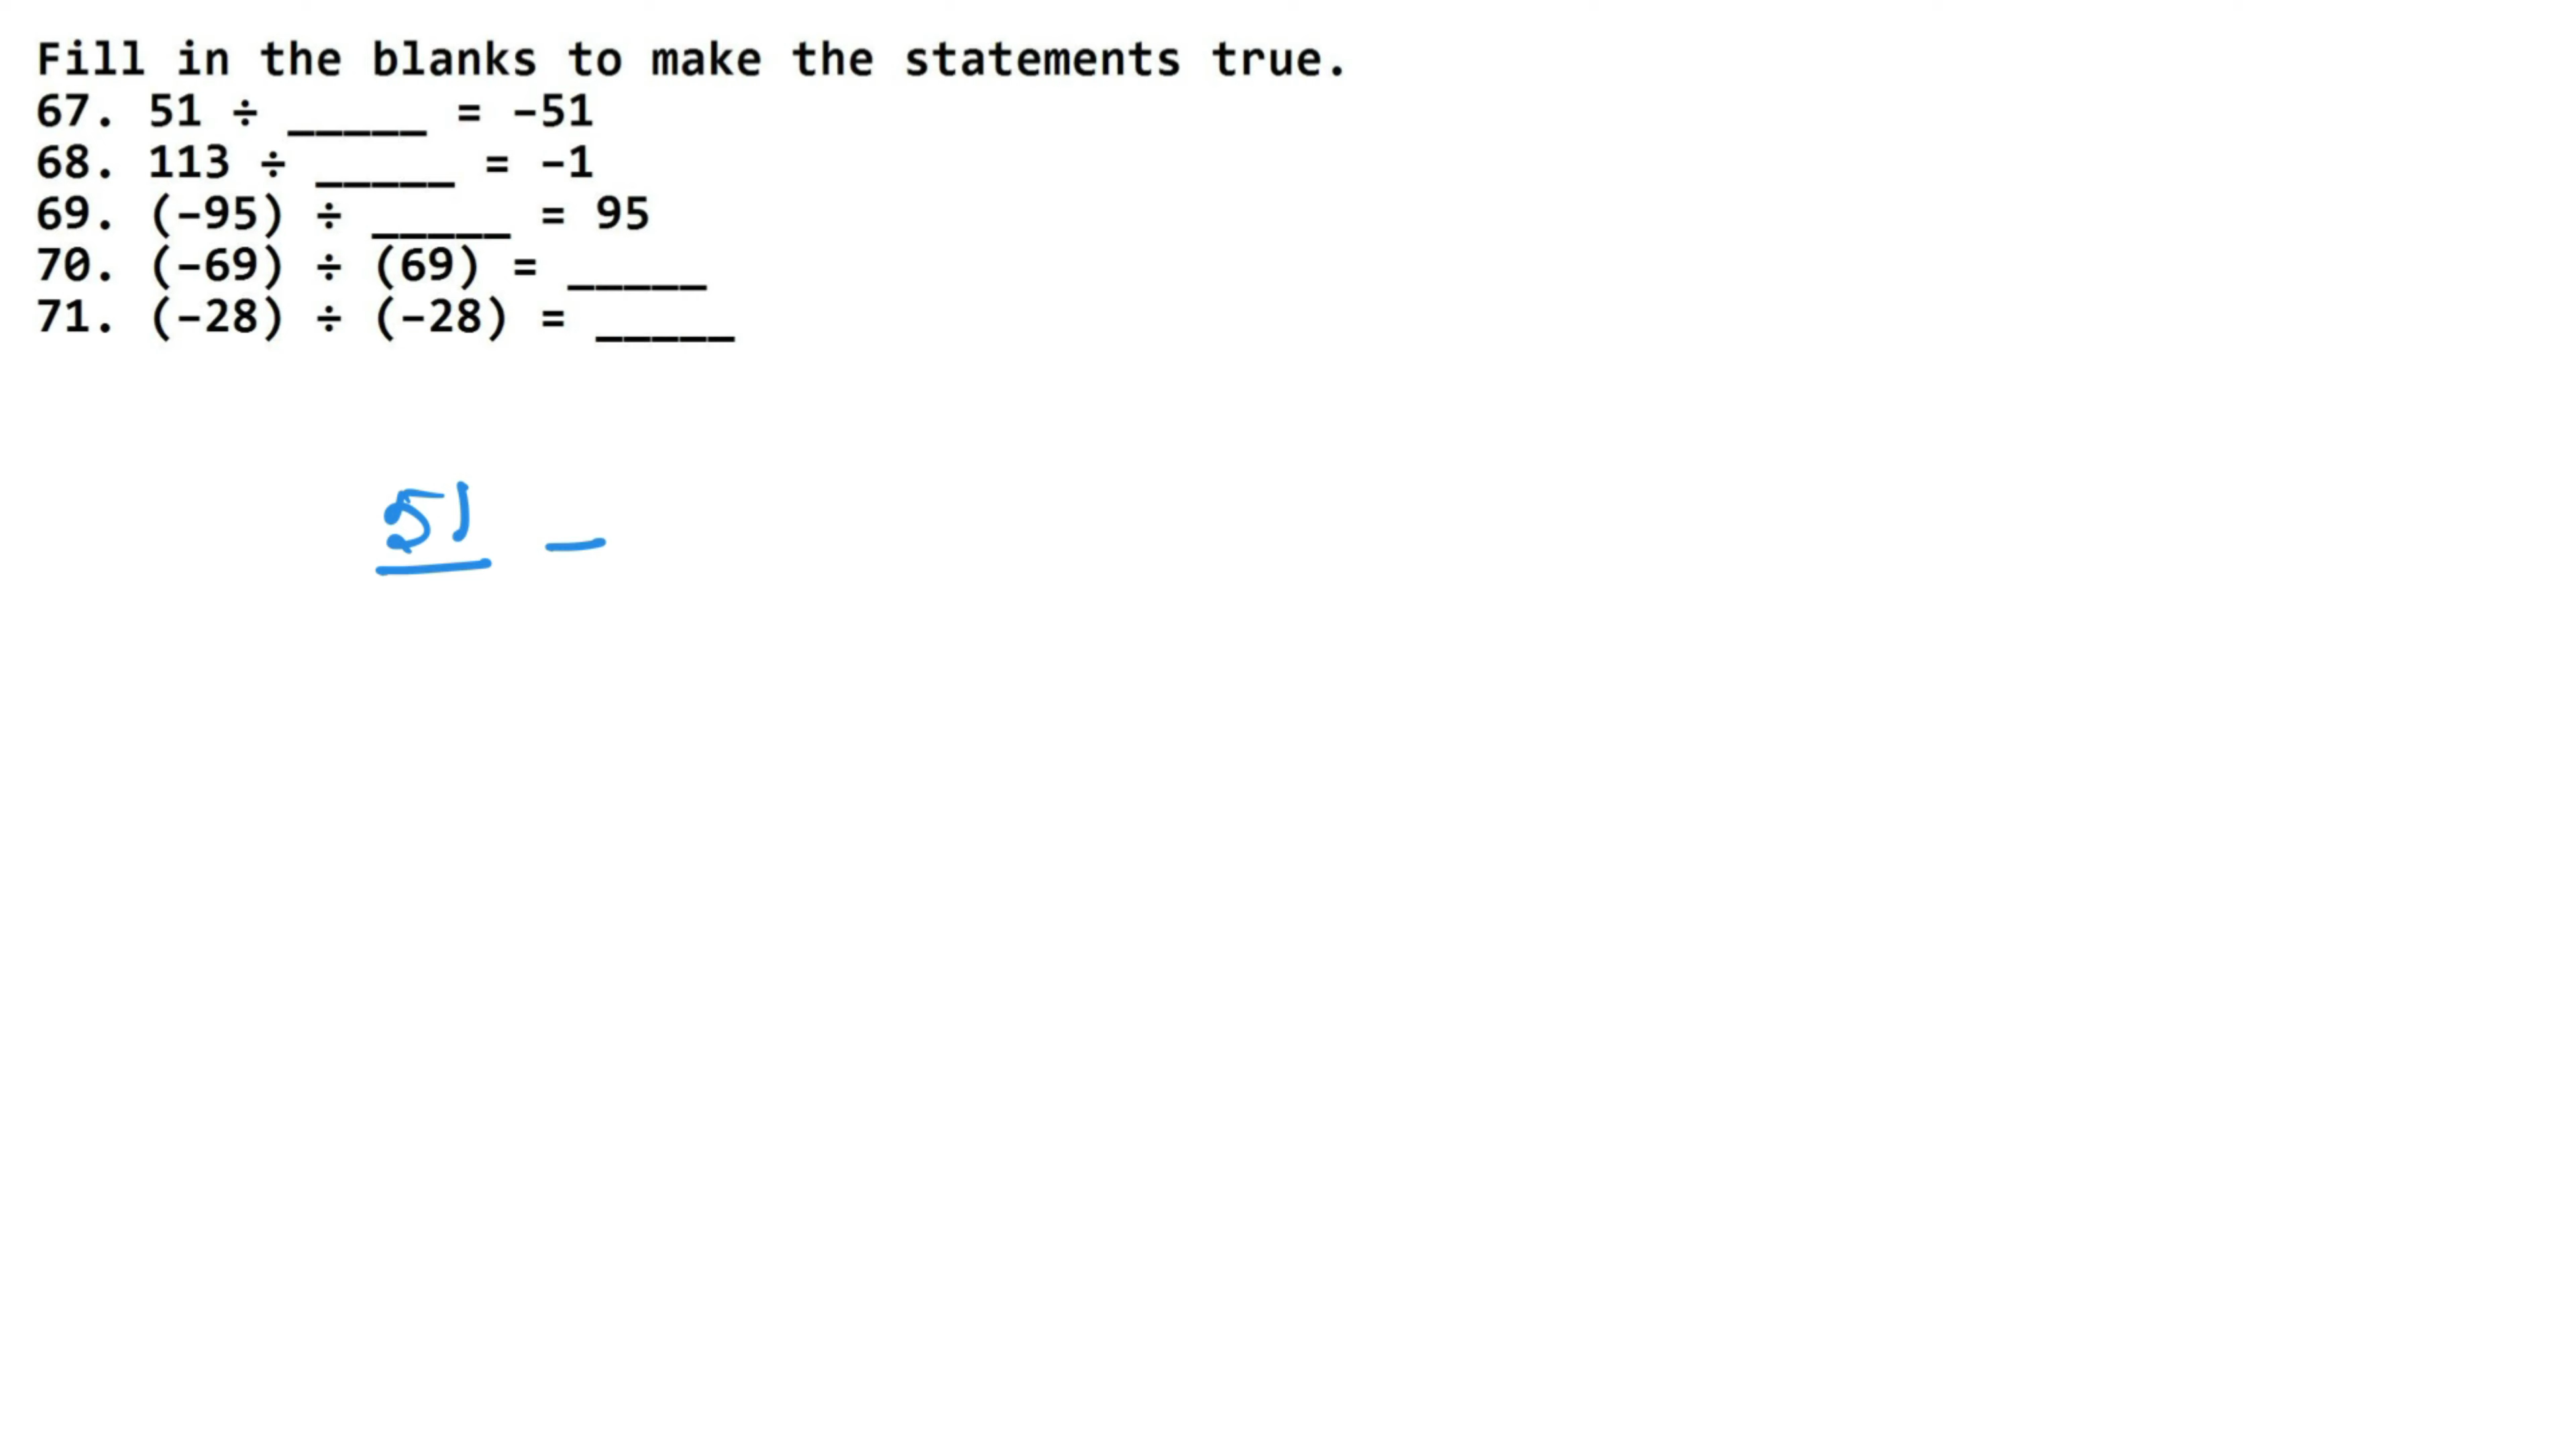 Fill in the blanks to make the statements true.
67. 51 ÷ _____ = -51
68. 113 ÷ _____ = -1
69. (-95) ÷ _____ = 95
70. (-69) ÷ (69) = _____
71. (-28) ÷ (-28) = _____
51 —